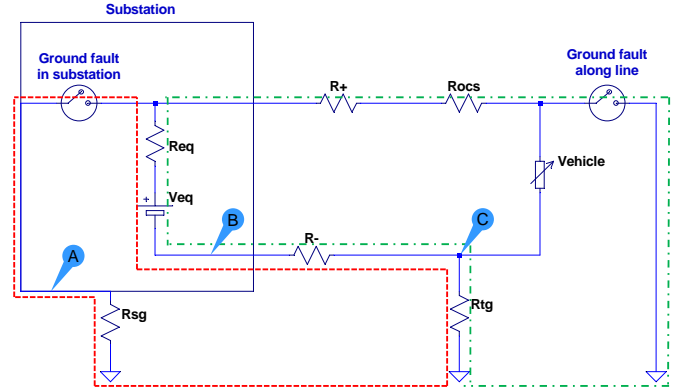 Substation
Ground fault
in substation
Ground fault
along line
R+
Rocs
Req
Vehicle
+
Veq
B
C
R-
A
Rsg
Rtg